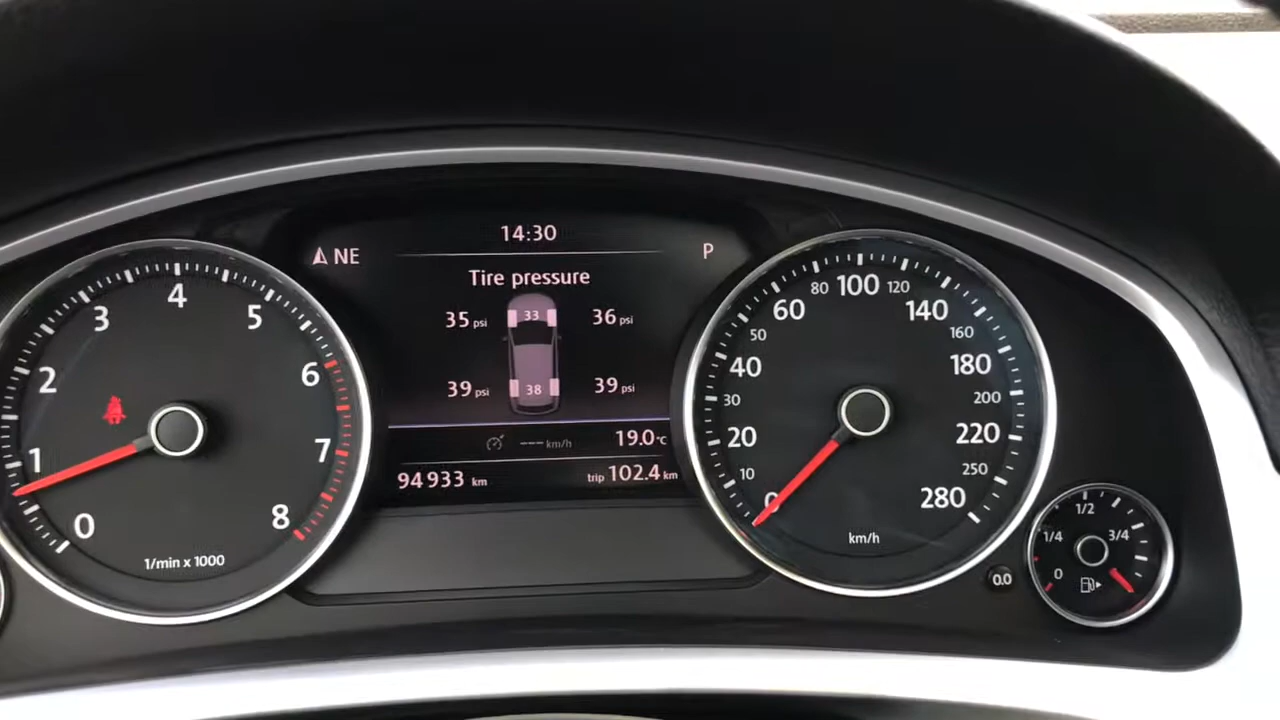 14:30
NE
P
Tire pressure
35 psi
33
36 psi
39 psi
38
39 psi
--- km/h
19.0 °C
94933 km
trip 102.4 km
0
1
2
3
4
5
6
7
8
1/min x 1000
0
10
20
30
40
50
60
80
100
120
140
160
180
200
220
250
280
km/h
0.0
0
1/4
1/2
3/4